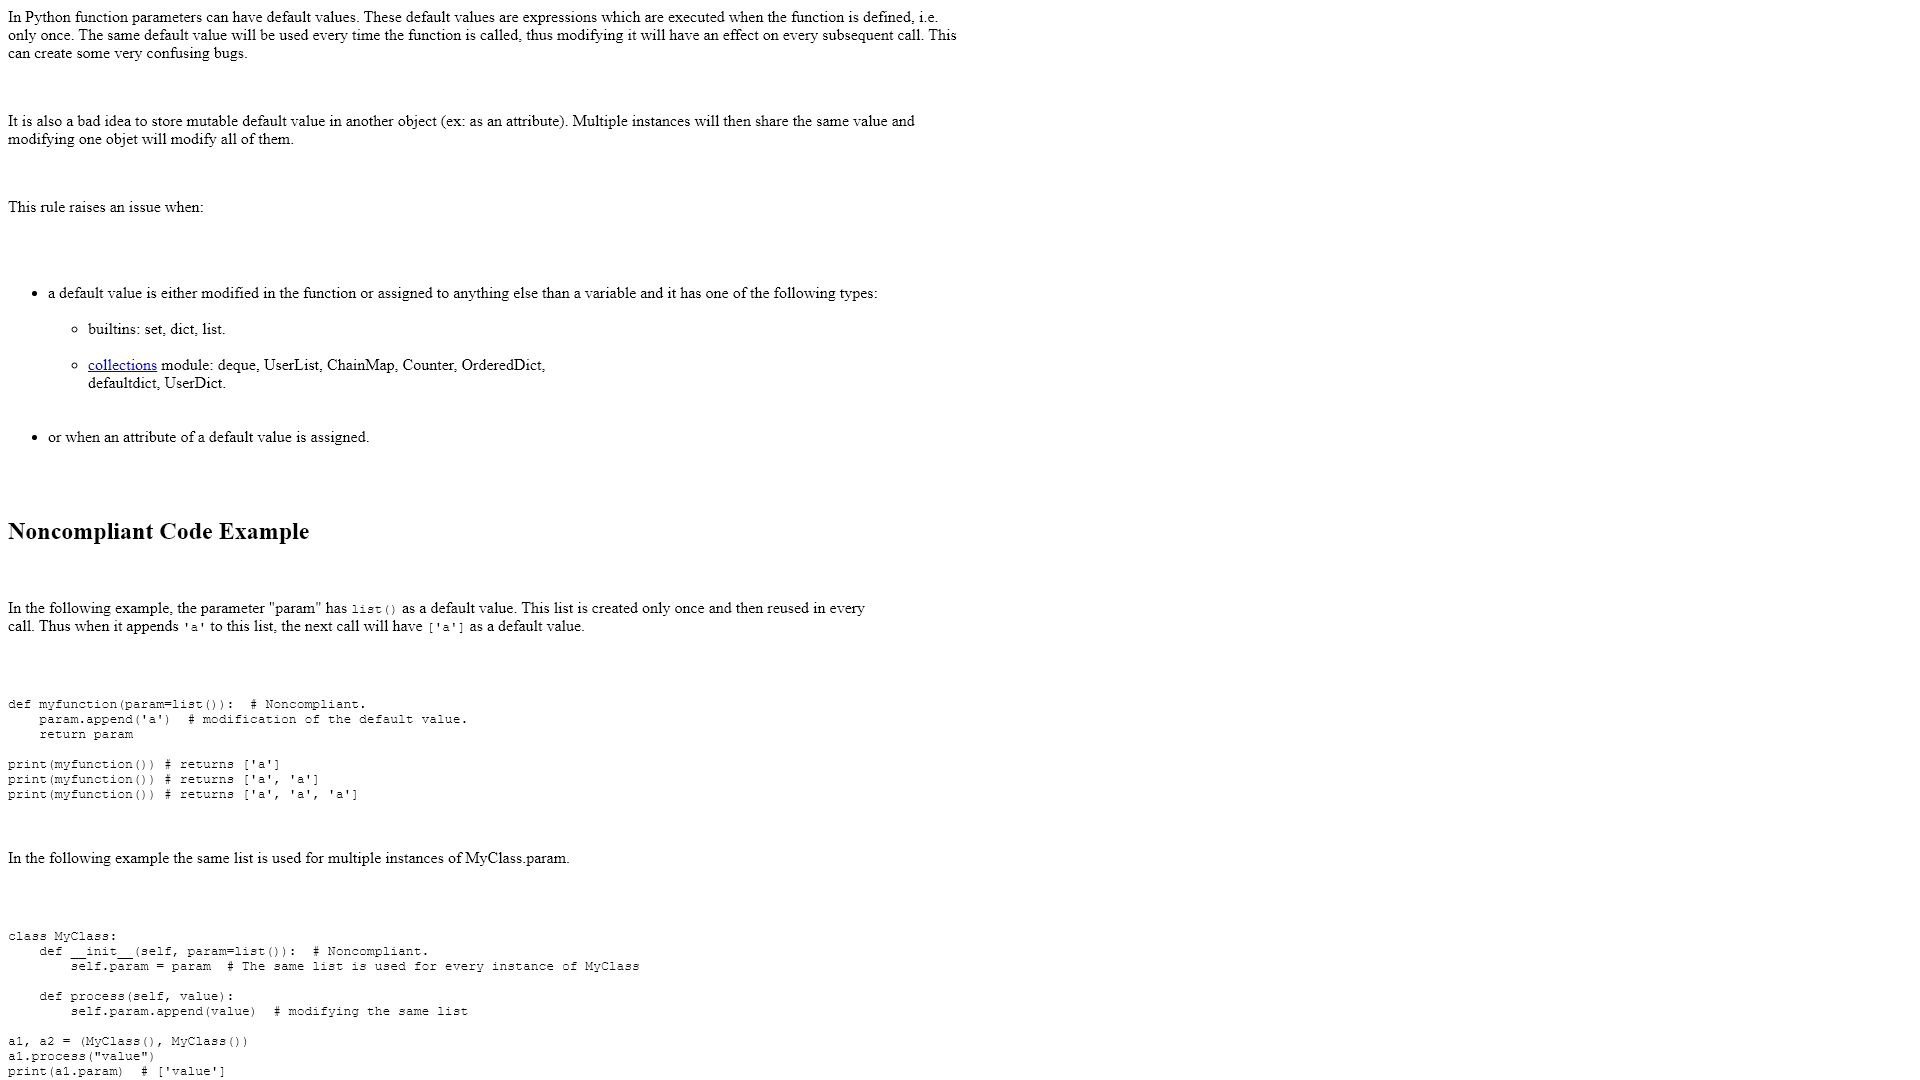 In Python function parameters can have default values. These default values are expressions which are executed when the function is defined, i.e.
only once. The same default value will be used every time the function is called, thus modifying it will have an effect on every subsequent call. This
can create some very confusing bugs.
It is also a bad idea to store mutable default value in another object (ex: as an attribute). Multiple instances will then share the same value and
modifying one objet will modify all of them.
This rule raises an issue when:
• a default value is either modified in the function or assigned to anything else than a variable and it has one of the following types:
◦ builtins: set, dict, list.
◦ collections module: deque, UserList, ChainMap, Counter, OrderedDict,
defaultdict, UserDict.
• or when an attribute of a default value is assigned.
Noncompliant Code Example
In the following example, the parameter "param" has list() as a default value. This list is created only once and then reused in every
call. Thus when it appends 'a' to this list, the next call will have ['a'] as a default value.
def myfunction(param=list()):  # Noncompliant.
    param.append('a')  # modification of the default value.
    return param
print(myfunction()) # returns ['a']
print(myfunction()) # returns ['a', 'a']
print(myfunction()) # returns ['a', 'a', 'a']
In the following example the same list is used for multiple instances of MyClass.param.
class MyClass:
    def __init__(self, param=list()):  # Noncompliant.
        self.param = param  # The same list is used for every instance of MyClass
    def process(self, value):
        self.param.append(value)  # modifying the same list
a1, a2 = (MyClass(), MyClass())
a1.process("value")
print(a1.param)  # ['value']